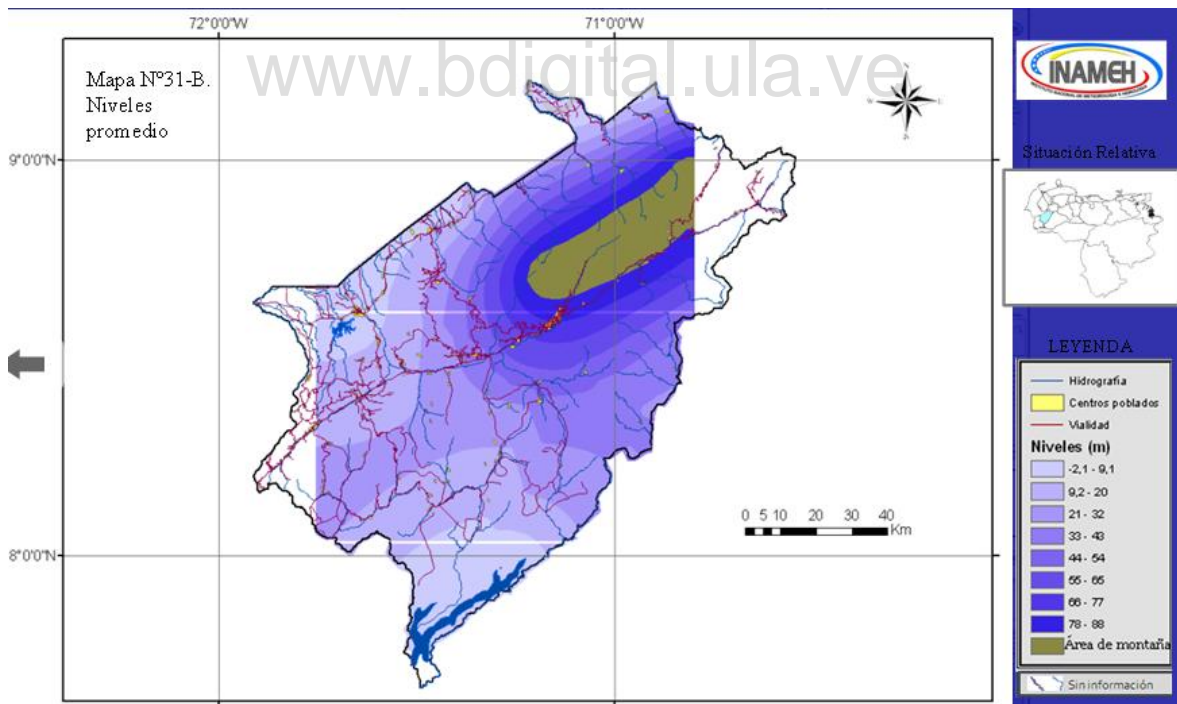 www.bdigital.ula.ve
72°0'0"W
71°0'0"W
Mapa Nº31-B.
Niveles
promedio
9°0'0"N
8°0'0"N
0 5 10 20 30 40
Km
INAMEH
Situación Relativa
LEYENDA
Hidrografia
Centros poblados
Vialidad
Niveles (m)
-2,1 - 9,1
9,2 - 20
21 - 32
33 - 43
44 - 54
55 - 65
66 - 77
78 - 88
Área de montaña
Sin información